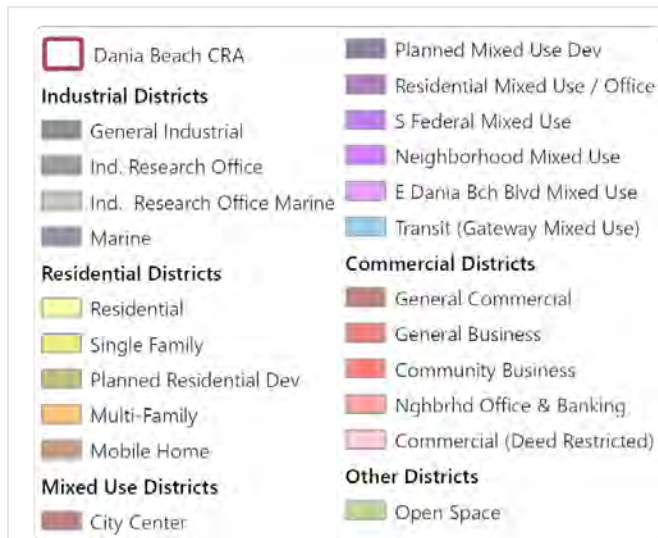 Dania Beach CRA
Industrial Districts
General Industrial
Ind. Research Office
Ind. Research Office Marine
Marine
Residential Districts
Residential
Single Family
Planned Residential Dev
Multi-Family
Mobile Home
Mixed Use Districts
City Center
Planned Mixed Use Dev
Residential Mixed Use / Office
S Federal Mixed Use
Neighborhood Mixed Use
E Dania Bch Blvd Mixed Use
Transit (Gateway Mixed Use)
Commercial Districts
General Commercial
General Business
Community Business
Nghbrhd Office & Banking
Commercial (Deed Restricted)
Other Districts
Open Space